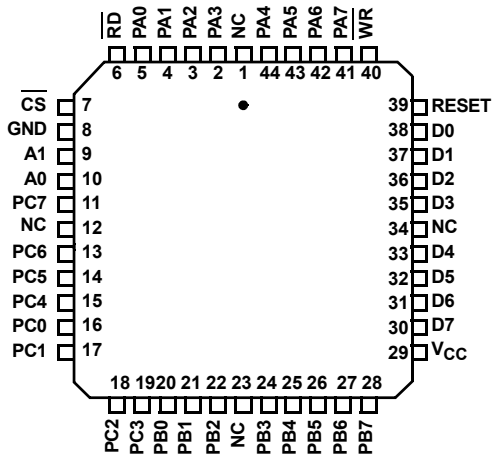 RD PA0 PA1 PA2 PA3 NC PA4 PA5 PA6 PA7 WR
6 5 4 3 2 1 44 43 42 41 40
CS 7 39 RESET
GND 8 38 D0
A1 9 37 D1
A0 10 36 D2
PC7 11 35 D3
NC 12 34 NC
PC6 13 33 D4
PC5 14 32 D5
PC4 15 31 D6
PC0 16 30 D7
PC1 17 29 VCC
18 19 20 21 22 23 24 25 26 27 28
PC2 PC3 PB0 PB1 PB2 NC PB3 PB4 PB5 PB6 PB7